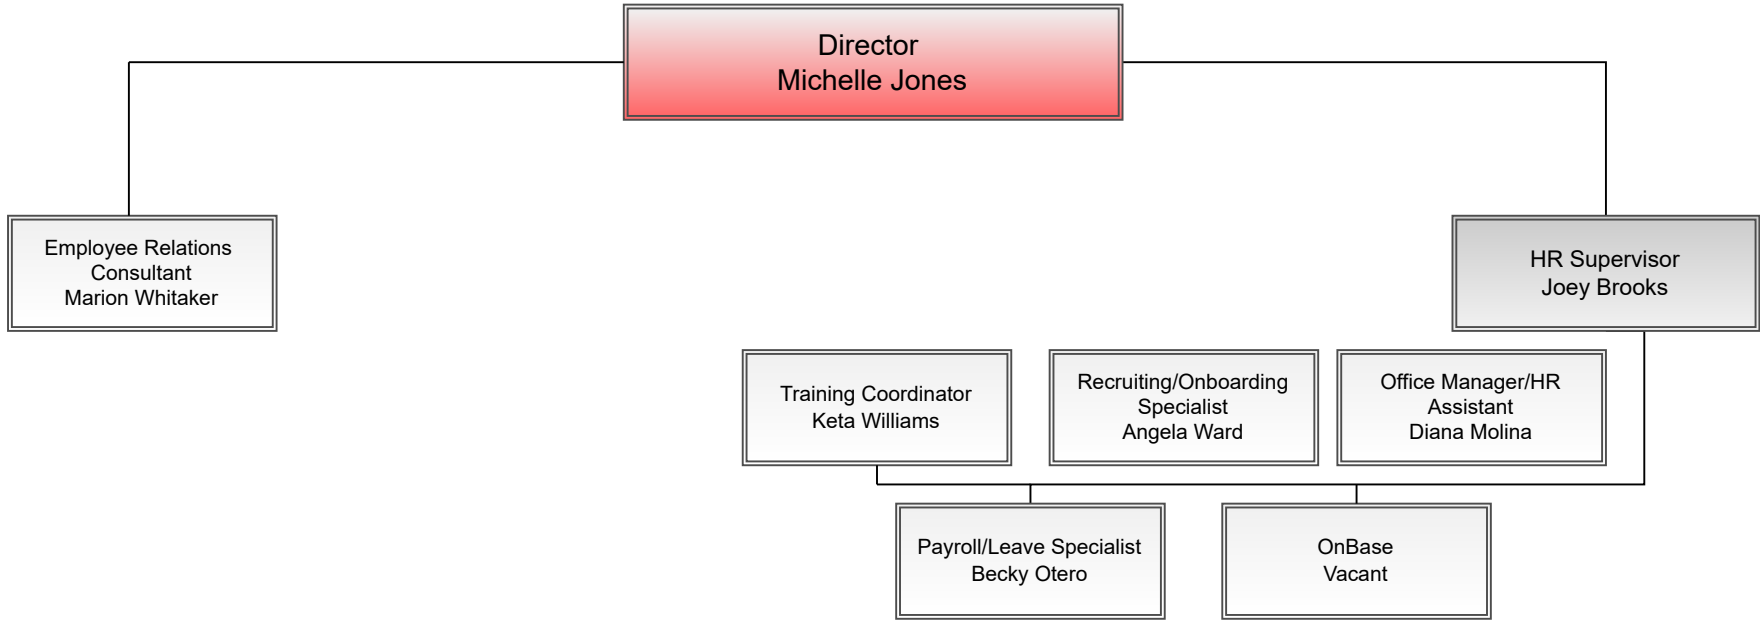 Director
Michelle Jones
Employee Relations
Consultant
Marion Whitaker
HR Supervisor
Joey Brooks
Training Coordinator
Keta Williams
Recruiting/Onboarding
Specialist
Angela Ward
Office Manager/HR
Assistant
Diana Molina
Payroll/Leave Specialist
Becky Otero
OnBase
Vacant